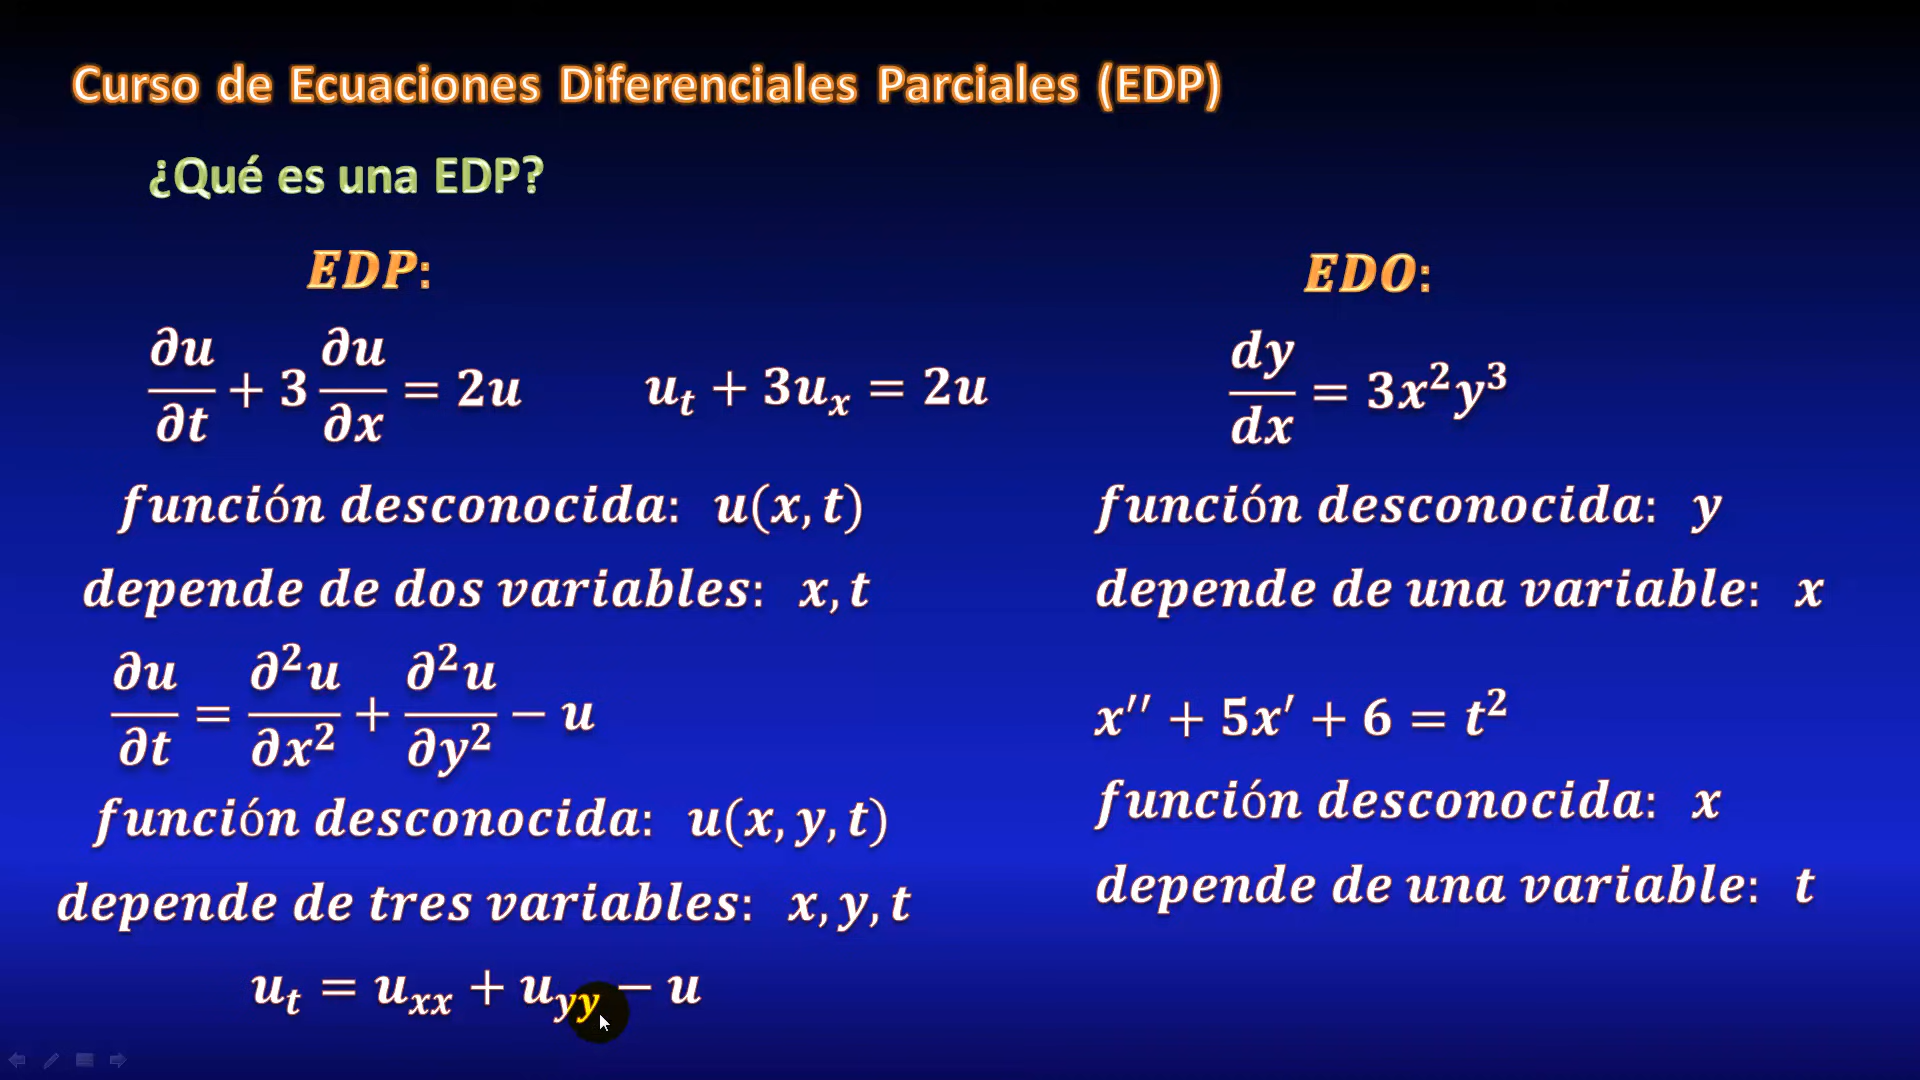 Curso de Ecuaciones Diferenciales Parciales (EDP)
¿Qué es una EDP?
EDP:
∂u/∂t + 3 ∂u/∂x = 2u
u_t + 3u_x = 2u
función desconocida: u(x, t)
depende de dos variables: x, t
∂u/∂t = ∂²u/∂x² + ∂²u/∂y² − u
función desconocida: u(x, y, t)
depende de tres variables: x, y, t
u_t = u_xx + u_yy − u
EDO:
dy/dx = 3x²y³
función desconocida: y
depende de una variable: x
x′′ + 5x′ + 6 = t²
función desconocida: x
depende de una variable: t